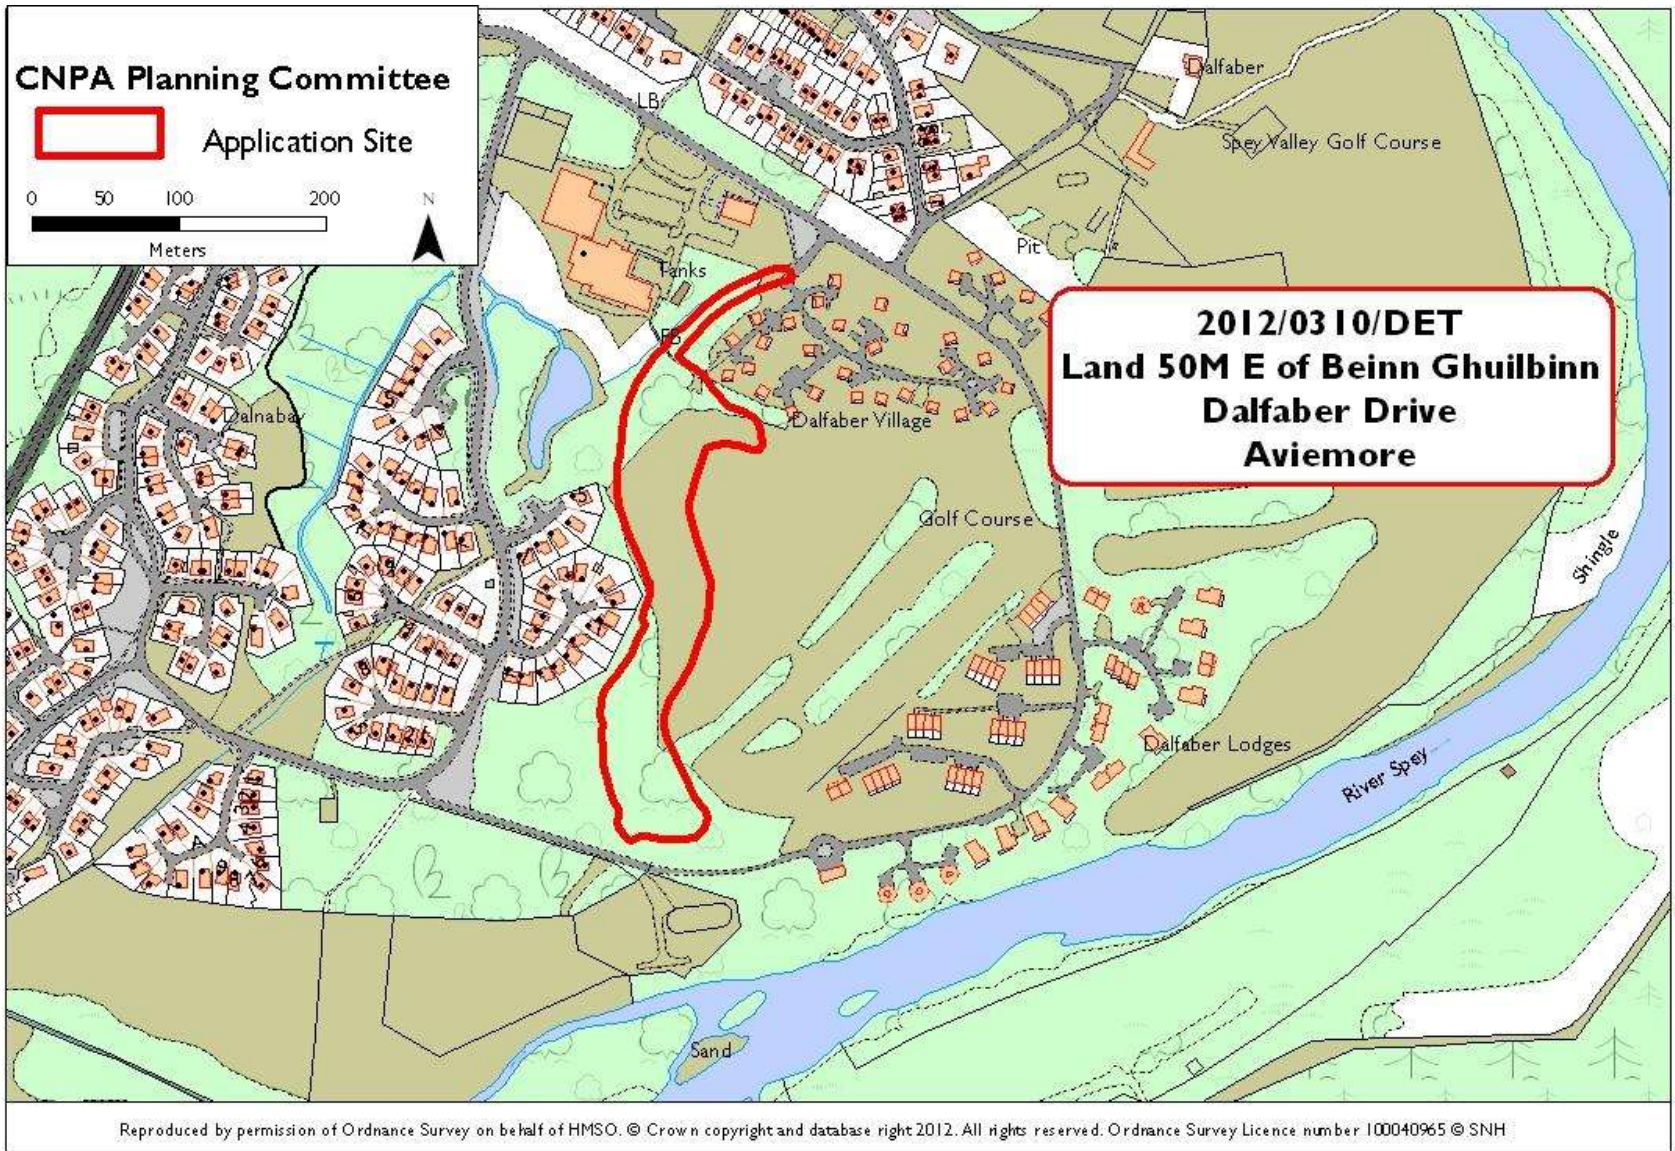 CNPA Planning Committee
Application Site
0 50 100 200
Meters
N
LB
Dalfaber
Spey Valley Golf Course
Pit
Tanks
FB
2012/0310/DET
Land 50M E of Beinn Ghuilbinn
Dalfaber Drive
Aviemore
Dalnabay
Dalfaber Village
Golf Course
Shingle
Dalfaber Lodges
River Spey
Sand
Reproduced by permission of Ordnance Survey on behalf of HMSO. © Crown copyright and database right 2012. All rights reserved. Ordnance Survey Licence number 100040965 © SNH